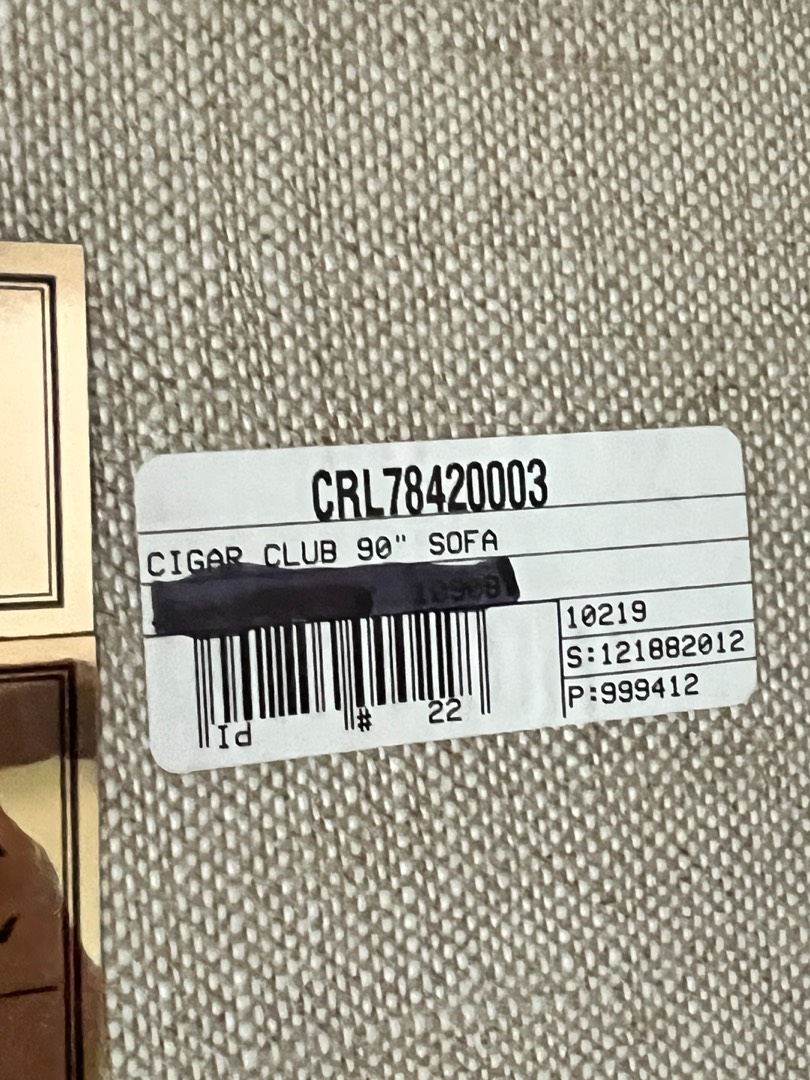 CRL78420003
CIGAR CLUB 90" SOFA
10219
S:121882012
P:999412
Id # 22